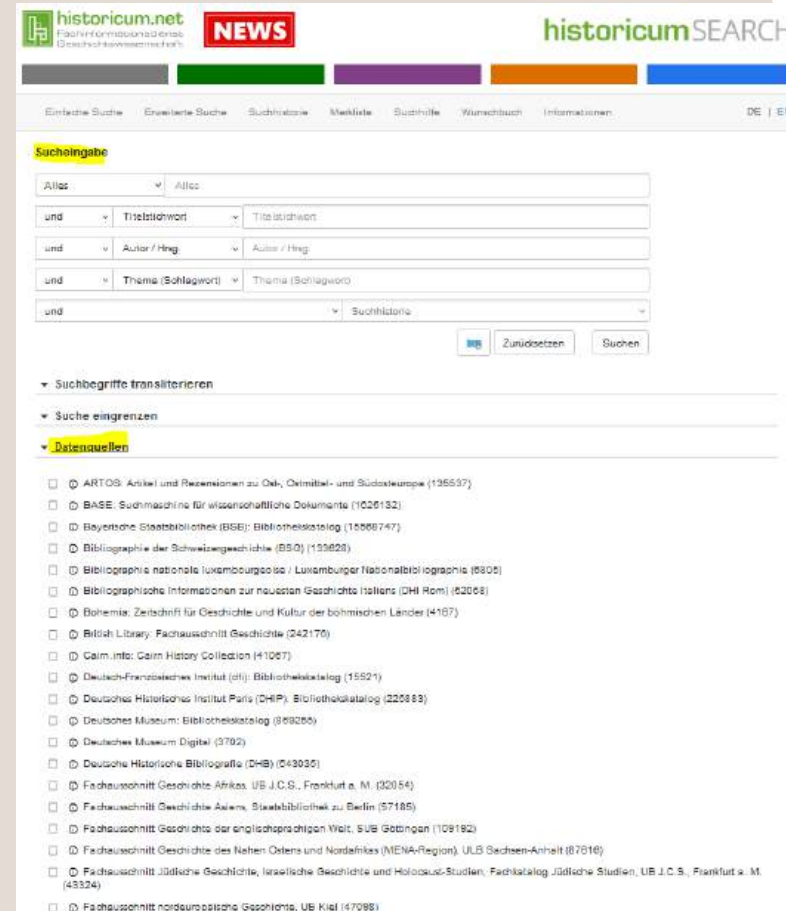 historicum.net
Fachinformationsdienst
Geschichtswissenschaft
NEWS
historicum SEARCH
Einfache Suche Erweiterte Suche Suchhistorie Merkliste Suchhilfe Wunschbuch Informationen DE | E
Sucheingabe
Alles Alles
und Titelstichwort Titelstichwort
und Autor / Hrsg. Autor / Hrsg.
und Thema (Schlagwort) Thema (Schlagwort)
und Suchhistorie
Zurücksetzen Suchen
Suchbegriffe transliterieren
Suche eingrenzen
Datenquellen
ARTOS: Artikel und Rezensionen zu Ost-, Ostmittel- und Südosteuropa (135537)
BASE: Suchmaschine für wissenschaftliche Dokumente (1626132)
Bayerische Staatsbibliothek (BSB): Bibliothekskatalog
Bibliographie der Schweizergeschichte (BSG) (133628)
Bibliographie nationale luxembourgeoise / Luxemburger Nationalbibliographie (6805)
Bibliographische Informationen zur neuesten Geschichte Italiens (DHI Rom) (62068)
Bohemia: Zeitschrift für Geschichte und Kultur der böhmischen Länder (4167)
British Library: Fachausschnitt Geschichte (242176)
Cairn.info: Cairn History Collection (41067)
Deutsch-Französisches Institut (dfi): Bibliothekskatalog (15521)
Deutsches Historisches Institut Paris (DHIP): Bibliothekskatalog (226883)
Deutsches Museum: Bibliothekskatalog
Deutsches Museum Digital (3702)
Deutsche Historische Bibliografie (DHB) (543035)
Fachausschnitt Geschichte Afrikas, UB J.C.S., Frankfurt a. M. (32054)
Fachausschnitt Geschichte Asiens, Staatsbibliothek zu Berlin (57185)
Fachausschnitt Geschichte der englischsprachigen Welt, SUB Göttingen (109192)
Fachausschnitt Geschichte des Nahen Ostens und Nordafrikas (MENA-Region), ULB Sachsen-Anhalt (87616)
Fachausschnitt Jüdische Geschichte, Israelische Geschichte und Holocaust-Studien, Fachkatalog Jüdische Studien, UB J.C.S., Frankfurt a. M.
(43324)
Fachausschnitt nordeuropäische Geschichte, UB Kiel (47098)